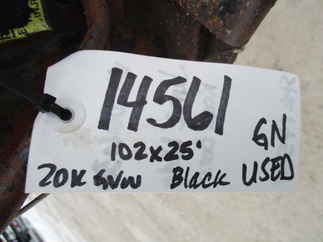 14561
102x25' GN
20K GVW Black USED